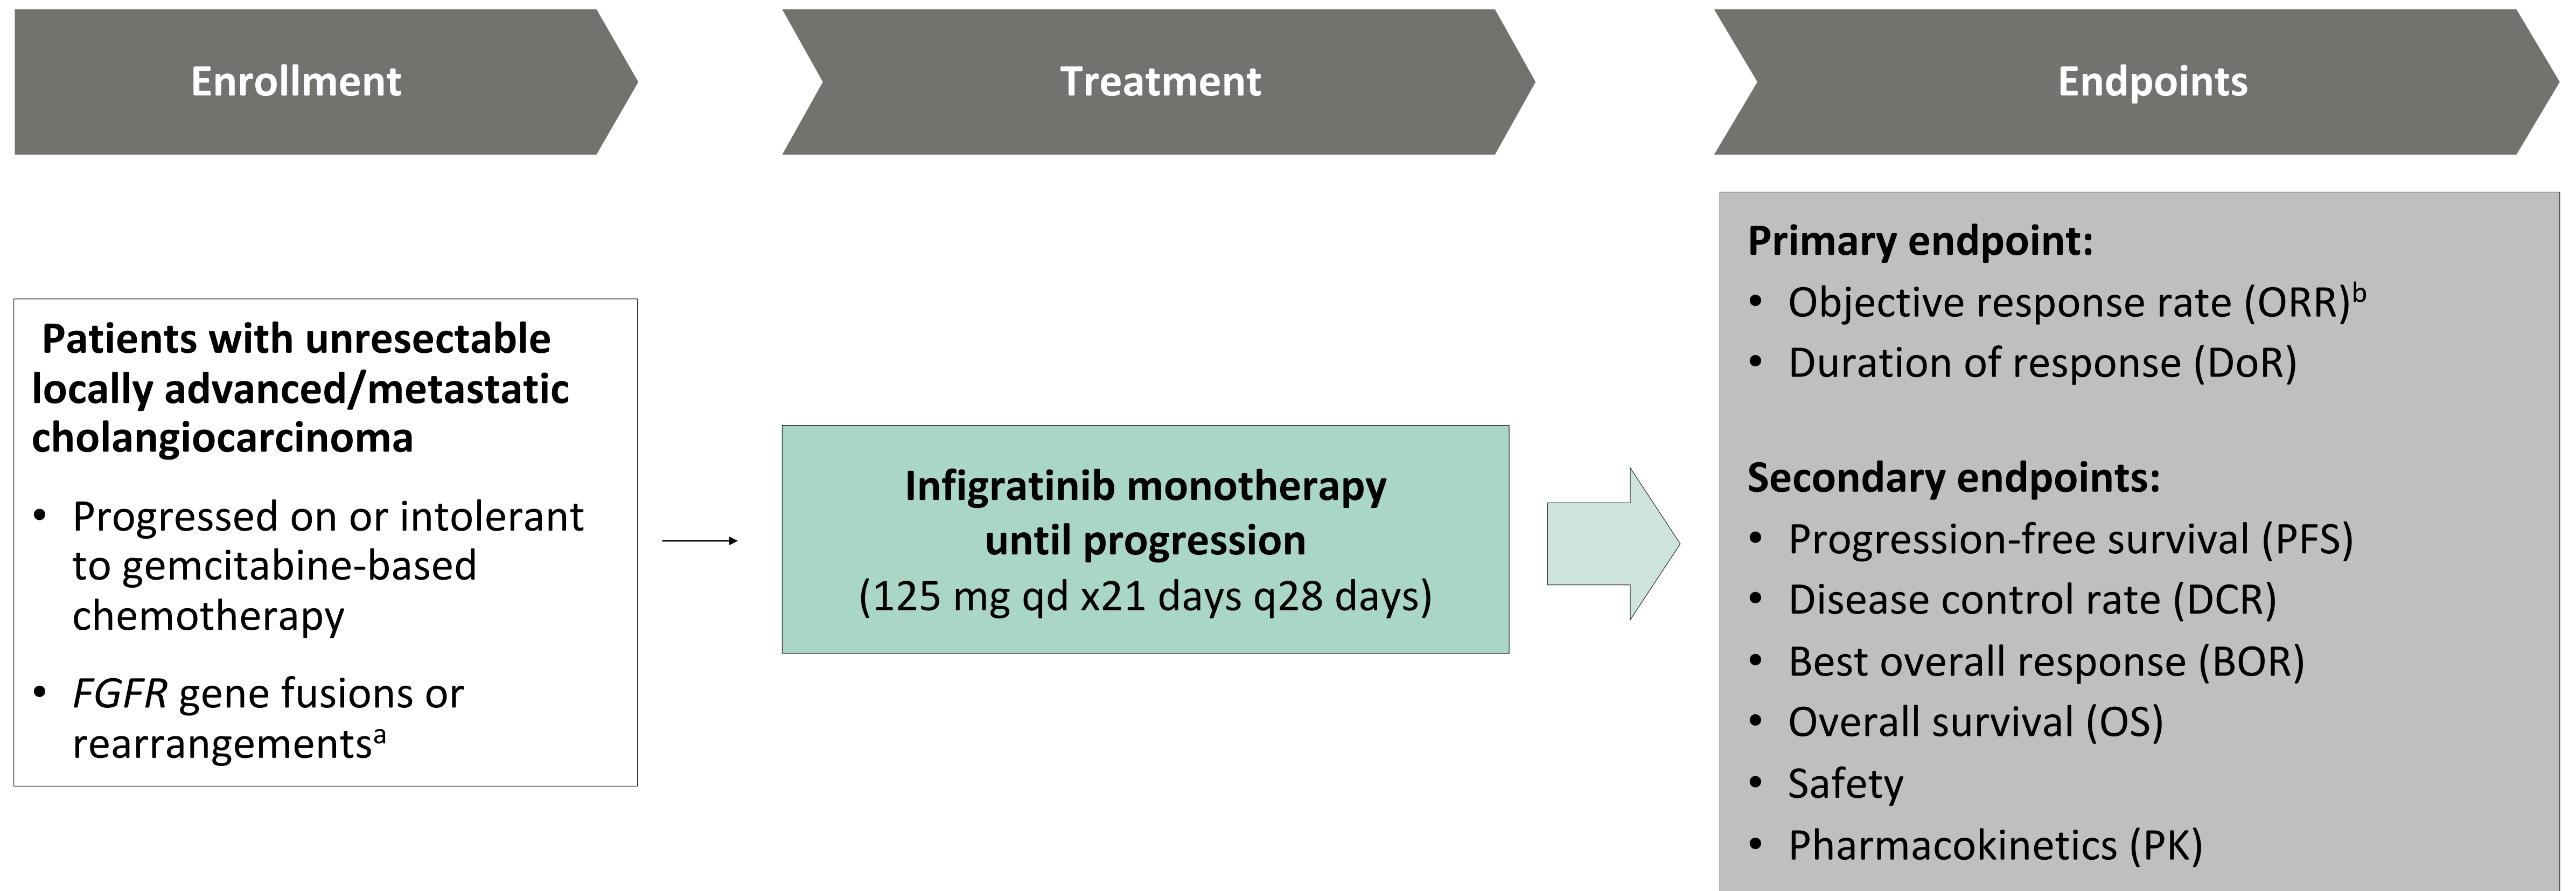 Enrollment
Treatment
Endpoints
Patients with unresectable
locally advanced/metastatic
cholangiocarcinoma
• Progressed on or intolerant
to gemcitabine-based
chemotherapy
• FGFR gene fusions or
rearrangementsᵃ
Infigratinib monotherapy
until progression
(125 mg qd x21 days q28 days)
Primary endpoint:
• Objective response rate (ORR)ᵇ
• Duration of response (DoR)
Secondary endpoints:
• Progression-free survival (PFS)
• Disease control rate (DCR)
• Best overall response (BOR)
• Overall survival (OS)
• Safety
• Pharmacokinetics (PK)